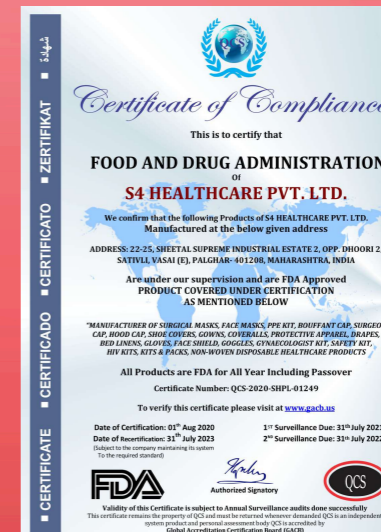 شهادة ■ ZERTIFIKAT ■ CERTIFICATO ■ CERTIFICADO ■ CERTIFICATE ■
Certificate of Compliance
This is to certify that
FOOD AND DRUG ADMINISTRATION
Of
S4 HEALTHCARE PVT. LTD.
We confirm that the following Products of S4 HEALTHCARE PVT. LTD.
Manufactured at the below given address
ADDRESS: 22-25, SHEETAL SUPREME INDUSTRIAL ESTATE 2, OPP. DHOORI 2,
SATIVLI, VASAI (E), PALGHAR- 401208, MAHARASHTRA, INDIA
Are under our supervision and are FDA Approved
PRODUCT COVERED UNDER CERTIFICATION
AS MENTIONED BELOW
"MANUFACTURER OF SURGICAL MASKS, FACE MASKS, PPE KIT, BOUFFANT CAP, SURGEO
CAP, HOOD CAP, SHOE COVERS, GOWNS, COVERALLS, PROTECTIVE APPAREL, DRAPES,
BED LINENS, GLOVES, FACE SHIELD, GOGGLES, GYNAECOLOGIST KIT, SAFETY KIT,
HIV KITS, KITS & PACKS, NON-WOVEN DISPOSABLE HEALTHCARE PRODUCTS
All Products are FDA for All Year Including Passover
Certificate Number: QCS-2020-SHPL-01249
To verify this certificate please visit at www.gacb.us
Date of Certification: 01st Aug 2020
1ST Surveillance Due: 31st July 2021
Date of Recertification: 31th July 2023
2nd Surveillance Due: 31th July 2022
(Subject to the company maintaining its system
To the required standard)
FDA
Authorized Signatory
QCS
Validity of this Certificate is subject to Annual Surveillance audits done successfully
This certificate remains the property of QCS and must be returned whenever demanded QCS is an independent
system product and personal assessment body QCS is accredited by
Global Accreditation Certification Board (GACB)